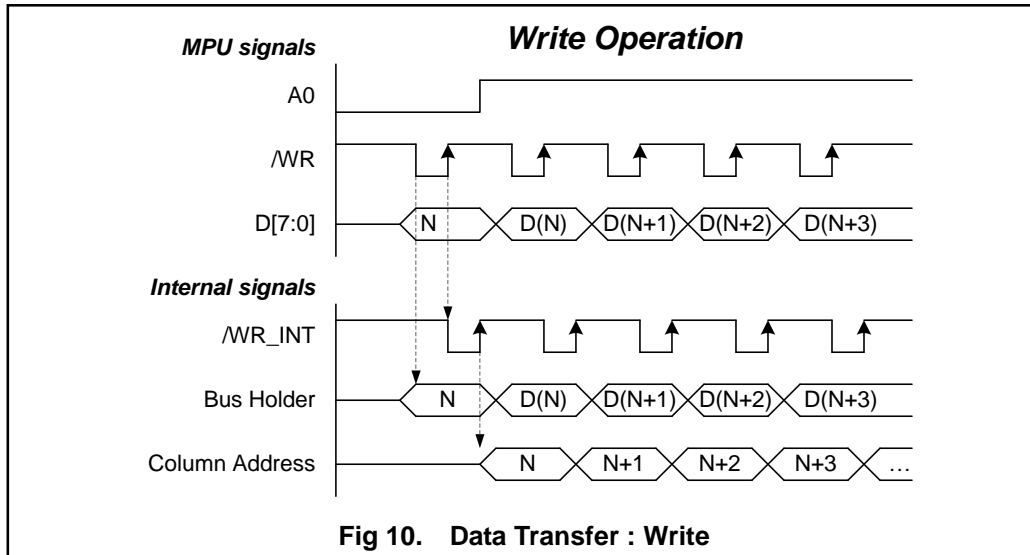 Write Operation
MPU signals
A0
/WR
D[7:0]
N D(N) D(N+1) D(N+2) D(N+3)
Internal signals
/WR_INT
Bus Holder
N D(N) D(N+1) D(N+2) D(N+3)
Column Address
N N+1 N+2 N+3 ...
Fig 10. Data Transfer : Write